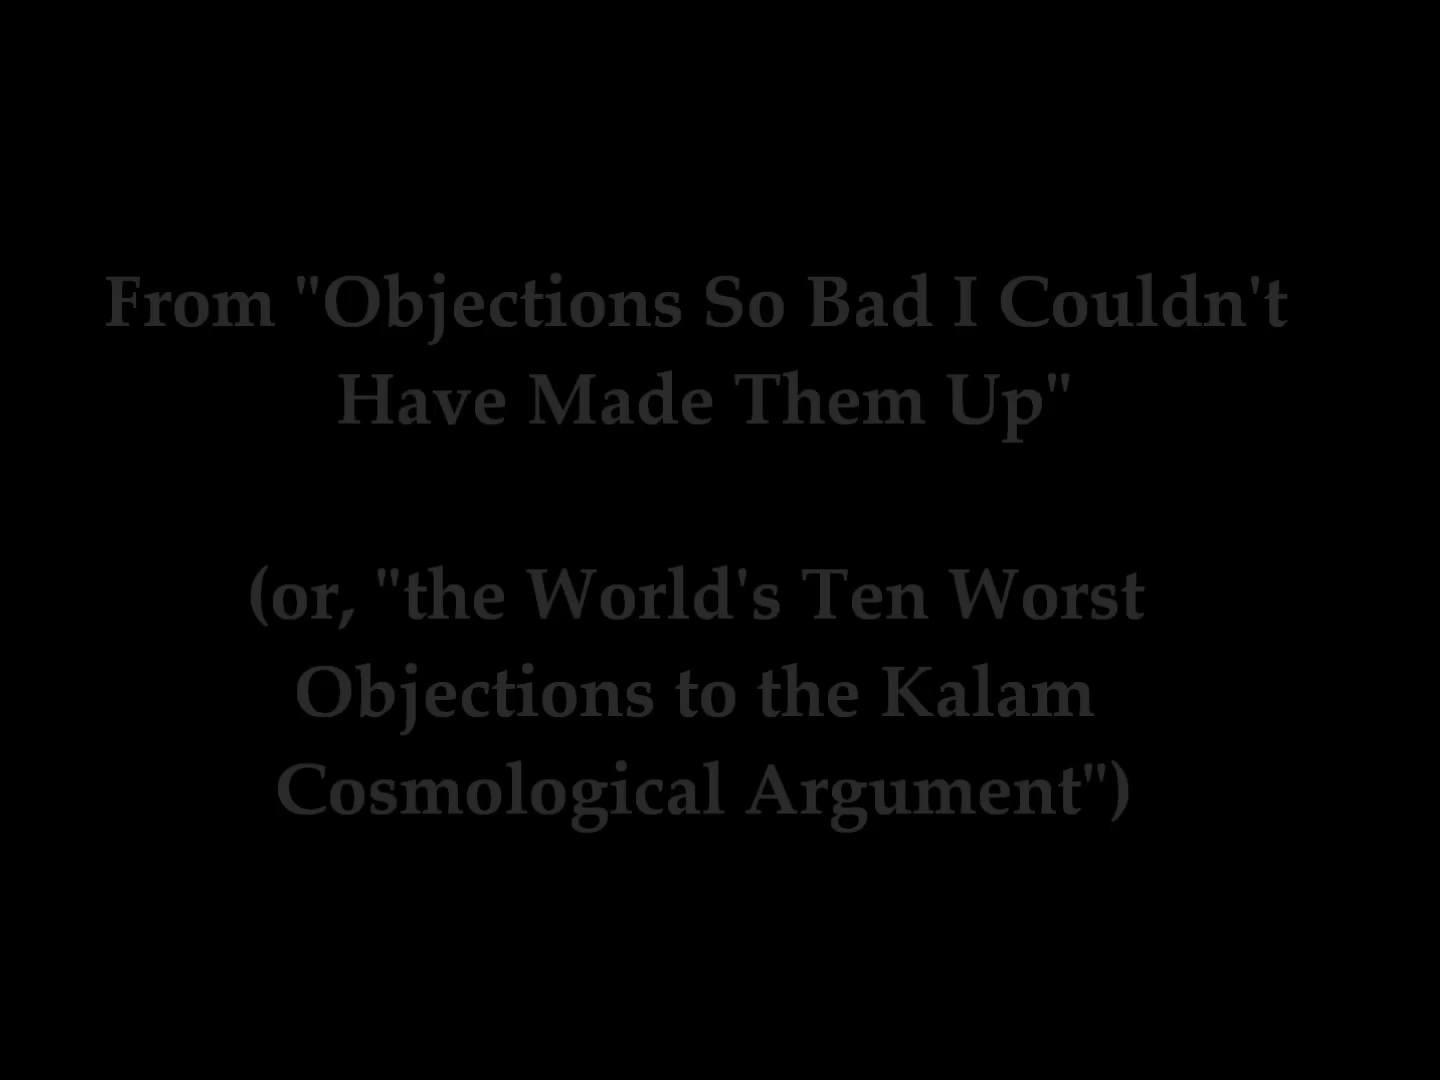 From "Objections So Bad I Couldn't
Have Made Them Up"
(or, "the World's Ten Worst
Objections to the Kalam
Cosmological Argument")